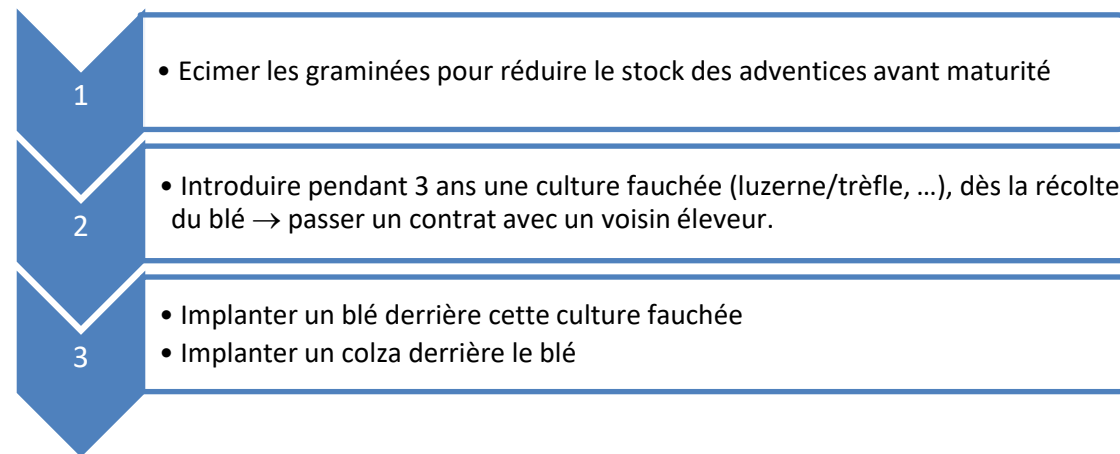 1
• Ecimer les graminées pour réduire le stock des adventices avant maturité
2
• Introduire pendant 3 ans une culture fauchée (luzerne/trèfle, ...), dès la récolte
du blé → passer un contrat avec un voisin éleveur.
3
• Implanter un blé derrière cette culture fauchée
• Implanter un colza derrière le blé